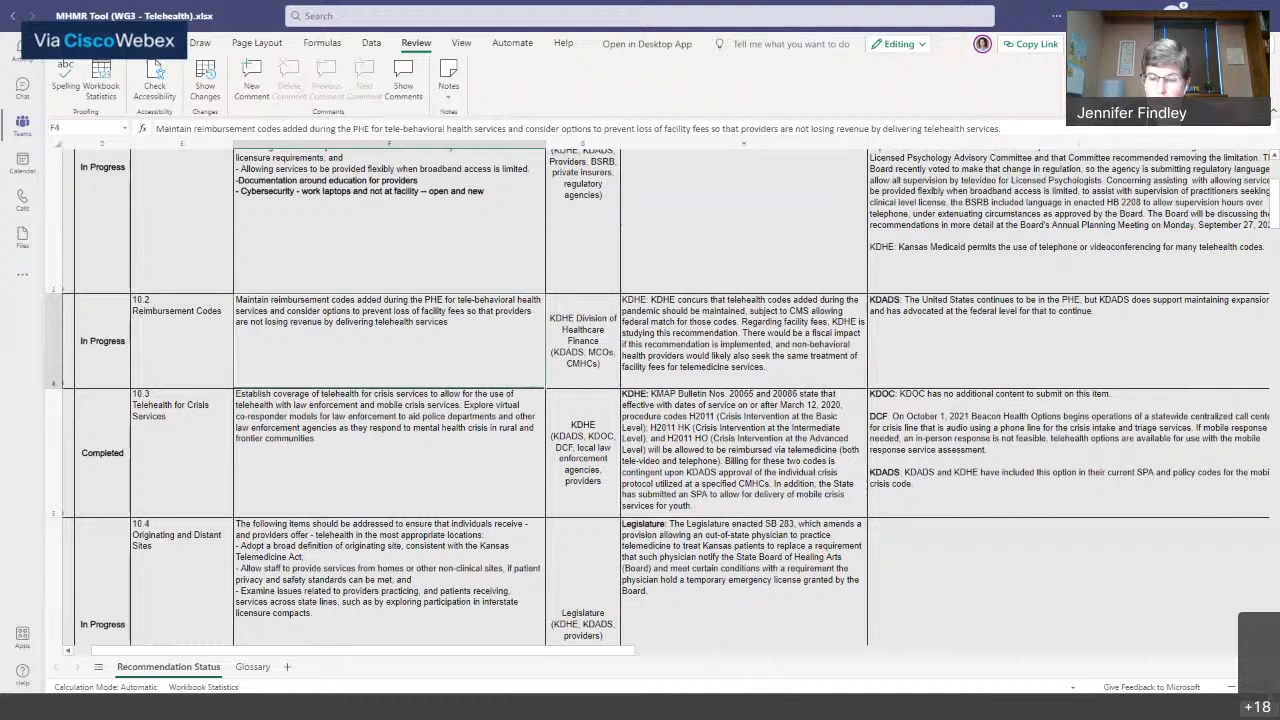 MHMR Tool (WG3 - Telehealth).xlsx
Search
Via CiscoWebex
Draw Page Layout Formulas Data Review View Automate Help Open in Desktop App Tell me what you want to do Editing Copy Link
Spelling Workbook Statistics
Check Accessibility
Show Changes
New Comment
Delete Comment
Previous Comment
Next Comment
Show Comments
Notes
Proofing Accessibility Changes Comments Notes
Jennifer Findley
F4
fx Maintain reimbursement codes added during the PHE for tele-behavioral health services and consider options to prevent loss of facility fees so that providers are not losing revenue by delivering telehealth services.
Chat
Teams
Calendar
Calls
Files
Apps
Help
In Progress
licensure requirements; and
- Allowing services to be provided flexibly when broadband access is limited.
-Documentation around education for providers
- Cybersecurity - work laptops and not at facility -- open and new
(KDHE, KDADS,
Providers, BSRB,
private insurers.
regulatory
agencies)
Licensed Psychology Advisory Committee and that Committee recommended removing the limitation. The
Board recently voted to make that change in regulation, so the agency is submitting regulatory language
allow all supervision by televideo for Licensed Psychologists. Concerning assisting with allowing service
be provided flexibly when broadband access is limited, to assist with supervision of practitioners seeking
clinical level license, the BSRB included language in enacted HB 2208 to allow supervision hours over
telephone, under extenuating circumstances as approved by the Board. The Board will be discussing the
recommendations in more detail at the Board's Annual Planning Meeting on Monday, September 27, 202
KDHE: Kansas Medicaid permits the use of telephone or videoconferencing for many telehealth codes.
In Progress
10.2
Reimbursement Codes
Maintain reimbursement codes added during the PHE for tele-behavioral health
services and consider options to prevent loss of facility fees so that providers
are not losing revenue by delivering telehealth services
KDHE Division of
Healthcare
Finance
(KDADS, MCOs,
CMHCs)
KDHE: KDHE concurs that telehealth codes added during the
pandemic should be maintained, subject to CMS allowing
federal match for those codes. Regarding facility fees, KDHE is
studying this recommendation. There would be a fiscal impact
if this recommendation is implemented, and non-behavioral
health providers would likely also seek the same treatment of
facility fees for telemedicine services.
KDADS: The United States continues to be in the PHE, but KDADS does support maintaining expansion
and has advocated at the federal level for that to continue.
Completed
10.3
Telehealth for Crisis
Services
Establish coverage of telehealth for crisis services to allow for the use of
telehealth with law enforcement and mobile crisis services. Explore virtual
co-responder models for law enforcement to aid police departments and other
law enforcement agencies as they respond to mental health crisis in rural and
frontier communities.
KDHE
(KDADS, KDOC,
DCF, local law
enforcement
agencies,
providers
KDHE: KMAP Bulletin Nos. 20065 and 20086 state that
effective with dates of service on or after March 12, 2020,
procedure codes H2011 (Crisis Intervention at the Basic
Level); H2011 HK (Crisis Intervention at the Intermediate
Level); and H2011 HO (Crisis Intervention at the Advanced
Level) will be allowed to be reimbursed via telemedicine (both
tele-video and telephone). Billing for these two codes is
contingent upon KDADS approval of the individual crisis
protocol utilized at a specified CMHCs. In addition, the State
has submitted an SPA to allow for delivery of mobile crisis
services for youth.
KDOC: KDOC has no additional content to submit on this item.
DCF: On October 1, 2021 Beacon Health Options begins operations of a statewide centralized call cente
for crisis line that is audio using a phone line for the crisis intake and triage services. If mobile response
needed, an in-person response is not feasible, telehealth options are available for use with the mobile
response service assessment.
KDADS: KDADS and KDHE have included this option in their current SPA and policy codes for the mobi
crisis code.
In Progress
10.4
Originating and Distant
Sites
The following items should be addressed to ensure that individuals receive -
and providers offer - telehealth in the most appropriate locations:
- Adopt a broad definition of originating site, consistent with the Kansas
Telemedicine Act;
- Allow staff to provide services from homes or other non-clinical sites, if patient
privacy and safety standards can be met; and
- Examine issues related to providers practicing, and patients receiving,
services across state lines, such as by exploring participation in interstate
licensure compacts.
Legislature
(KDHE, KDADS,
providers)
Legislature: The Legislature enacted SB 283, which amends a
provision allowing an out-of-state physician to practice
telemedicine to treat Kansas patients to replace a requirement
that such physician notify the State Board of Healing Arts
(Board) and meet certain conditions with a requirement the
physician hold a temporary emergency license granted by the
Board.
Recommendation Status Glossary
Calculation Mode: Automatic Workbook Statistics Give Feedback to Microsoft
+18